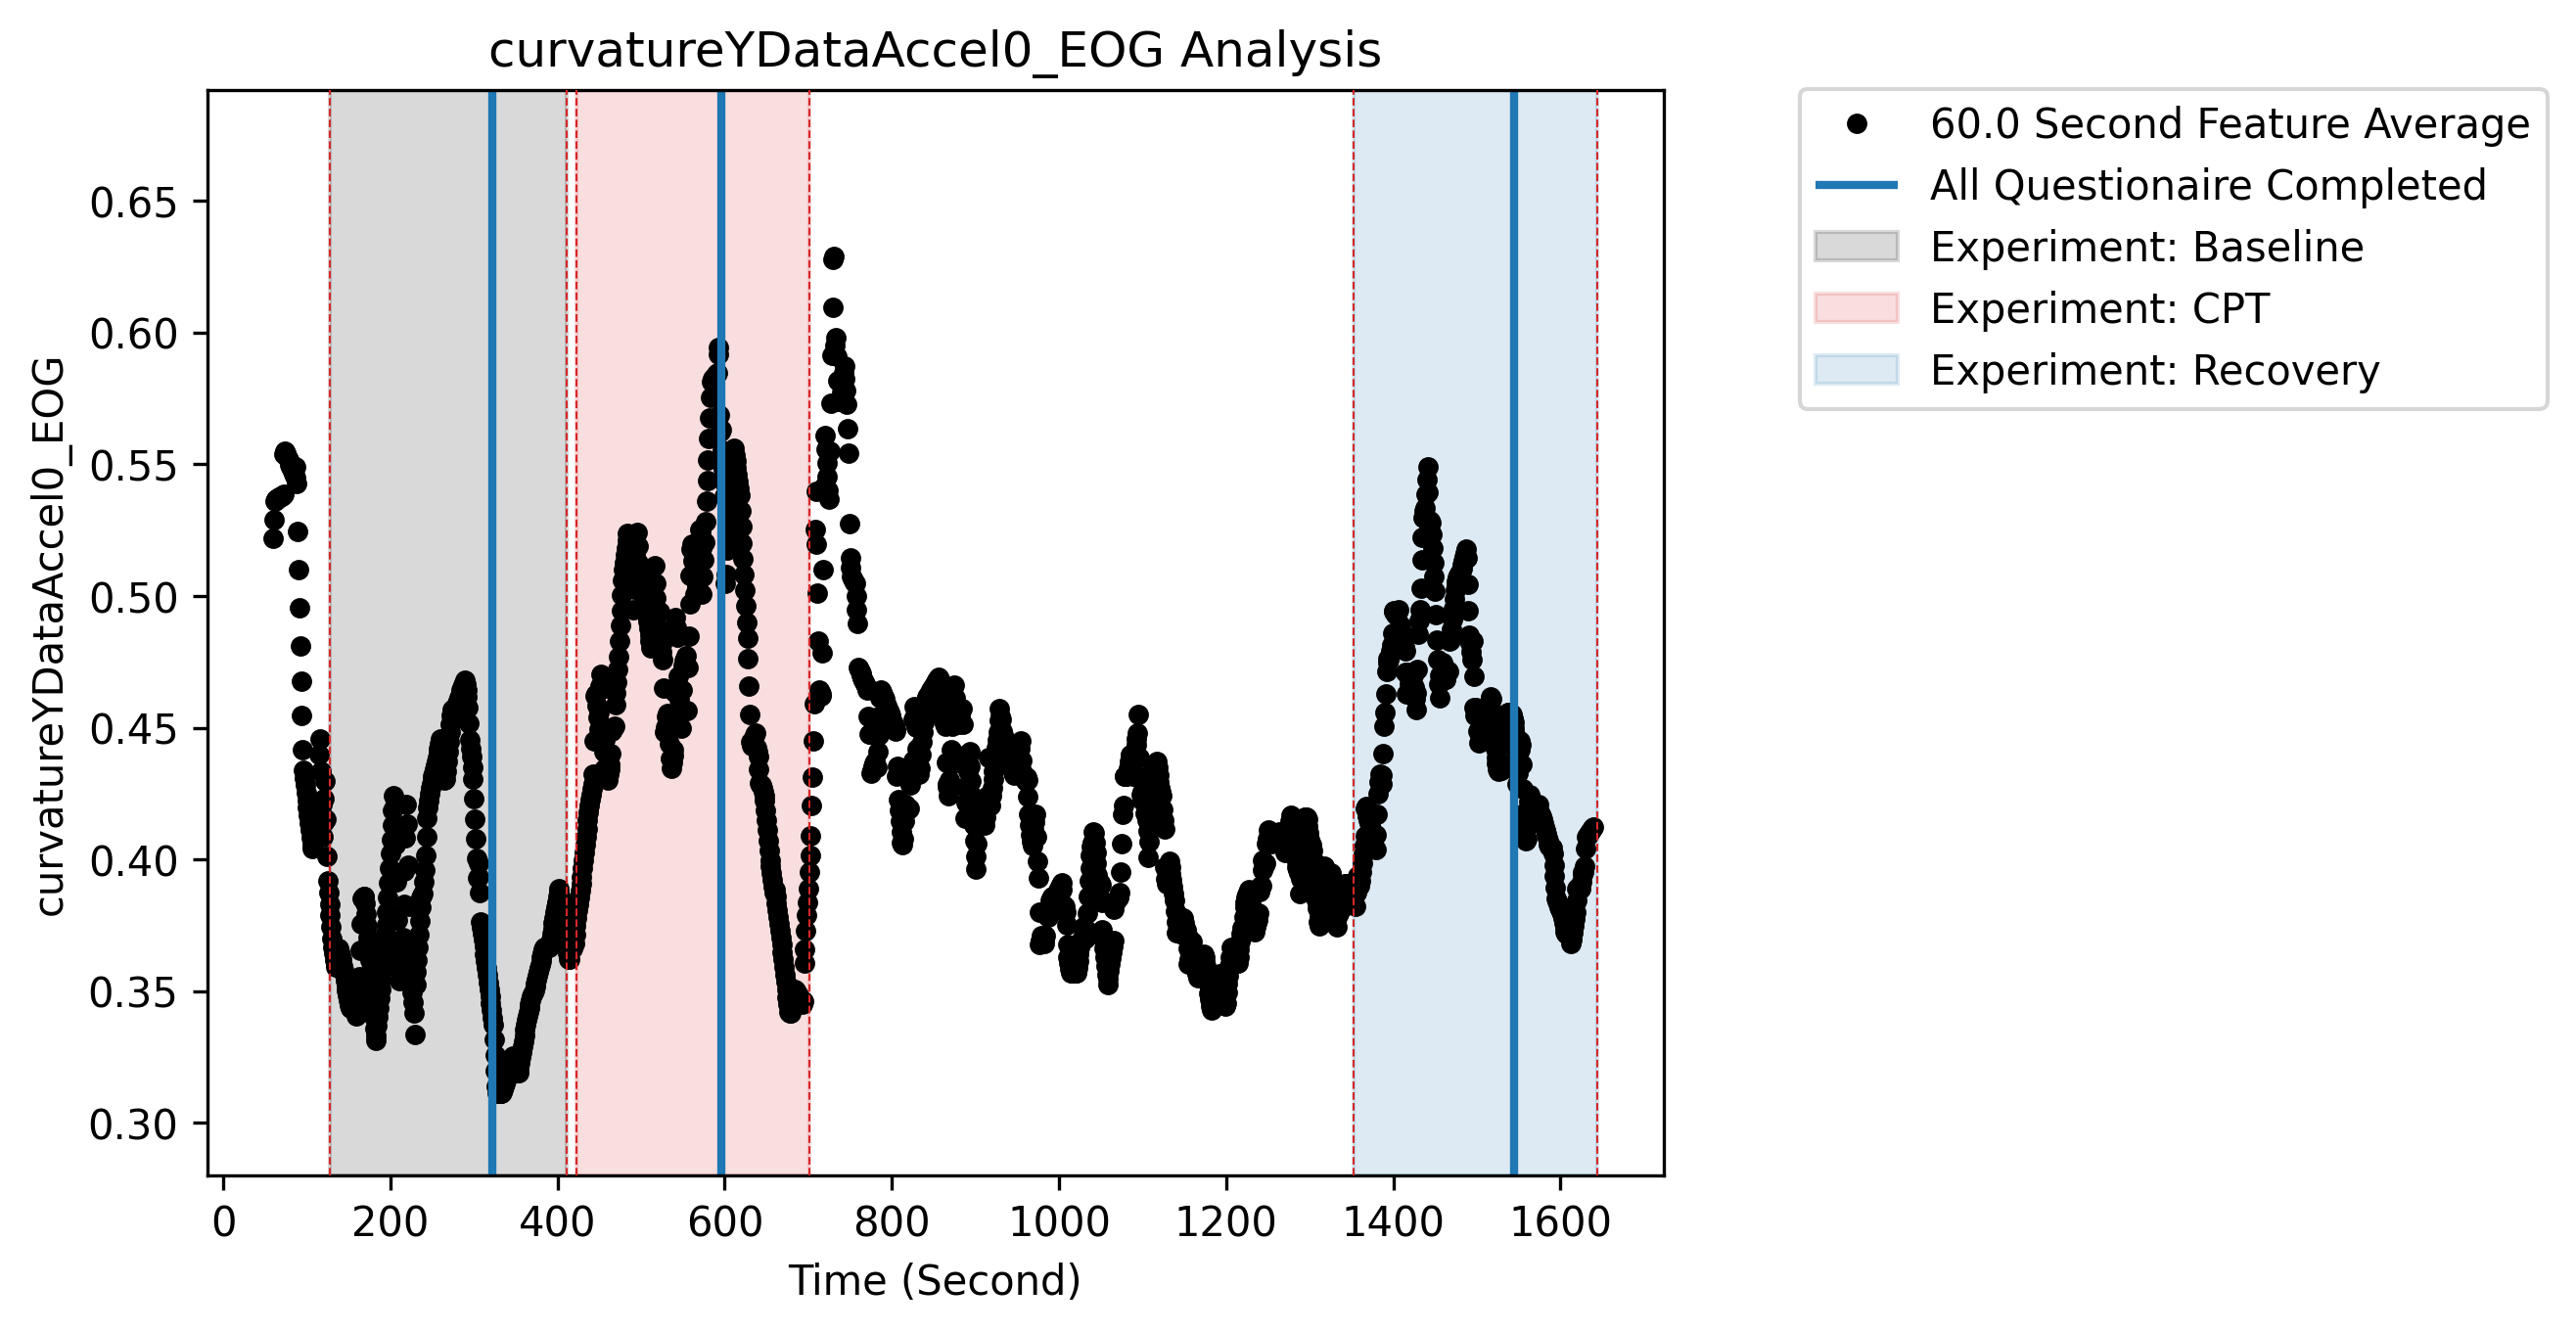 curvatureYDataAccel0_EOG Analysis
60.0 Second Feature Average
All Questionaire Completed
Experiment: Baseline
Experiment: CPT
Experiment: Recovery
curvatureYDataAccel0_EOG
0.65
0.60
0.55
0.50
0.45
0.40
0.35
0.30
0 200 400 600 800 1000 1200 1400 1600
Time (Second)